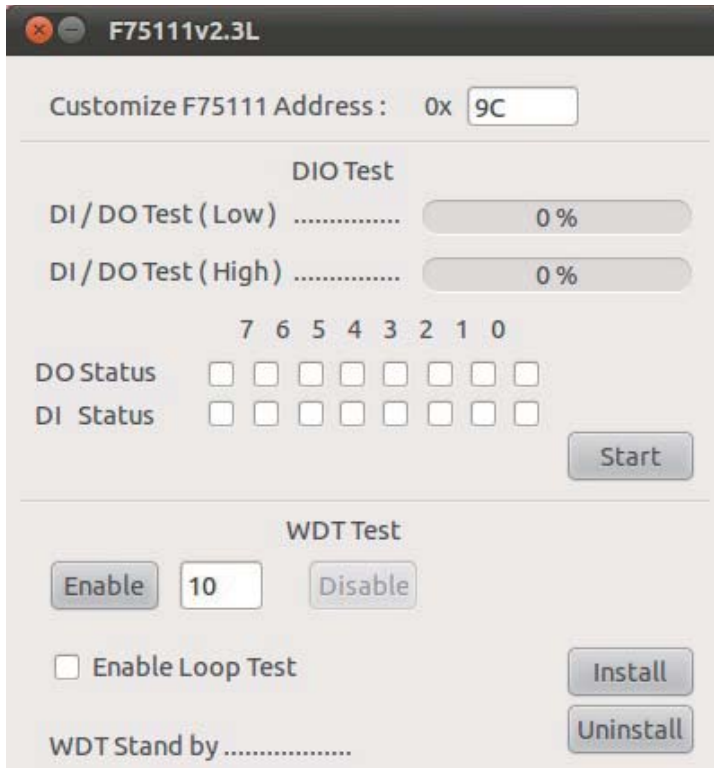 F75111v2.3L
Customize F75111 Address : 0x 9C
DIO Test
DI / DO Test ( Low ) ............... 0 %
DI / DO Test ( High ) ............... 0 %
7 6 5 4 3 2 1 0
DO Status
DI Status
Start
WDT Test
Enable 10 Disable
Enable Loop Test
Install
Uninstall
WDT Stand by ..................